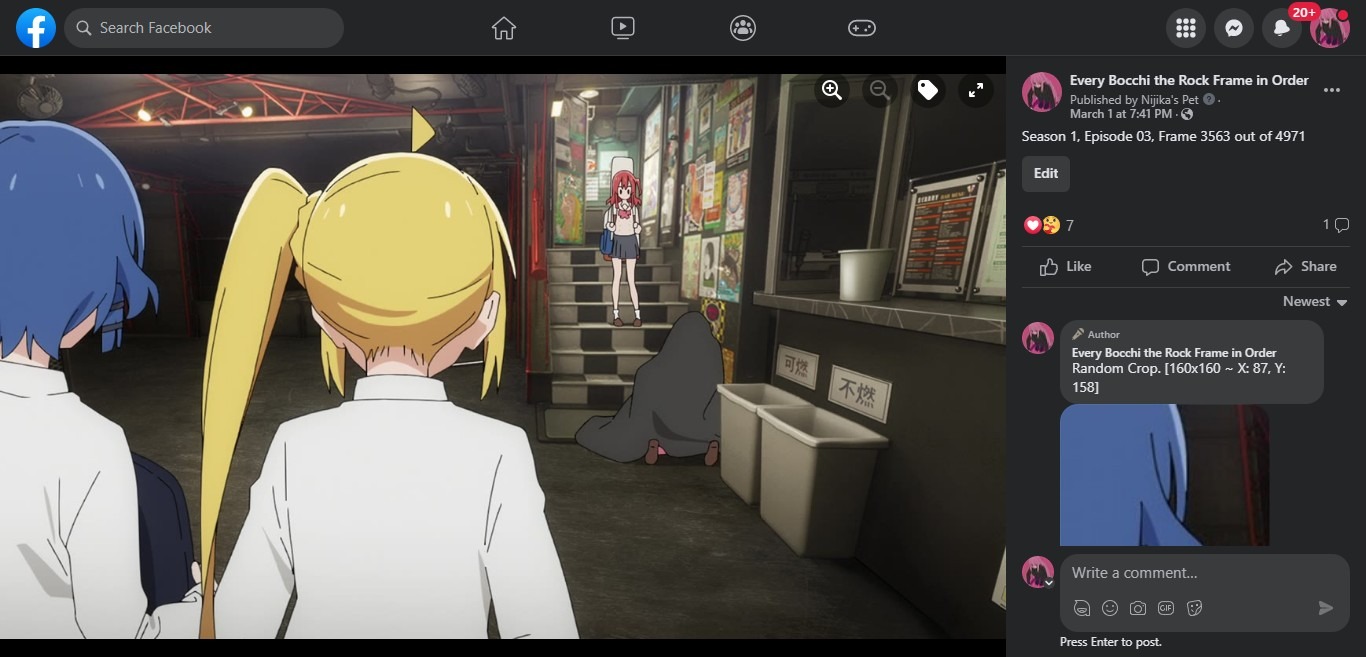 Search Facebook
20+
Every Bocchi the Rock Frame in Order
Published by Nijika's Pet ·
March 1 at 7:41 PM ·
Season 1, Episode 03, Frame 3563 out of 4971
Edit
7
1
Like
Comment
Share
Newest
Author
Every Bocchi the Rock Frame in Order
Random Crop. [160x160 ~ X: 87, Y:
158]
Write a comment...
GIF
Press Enter to post.
可燃
不燃